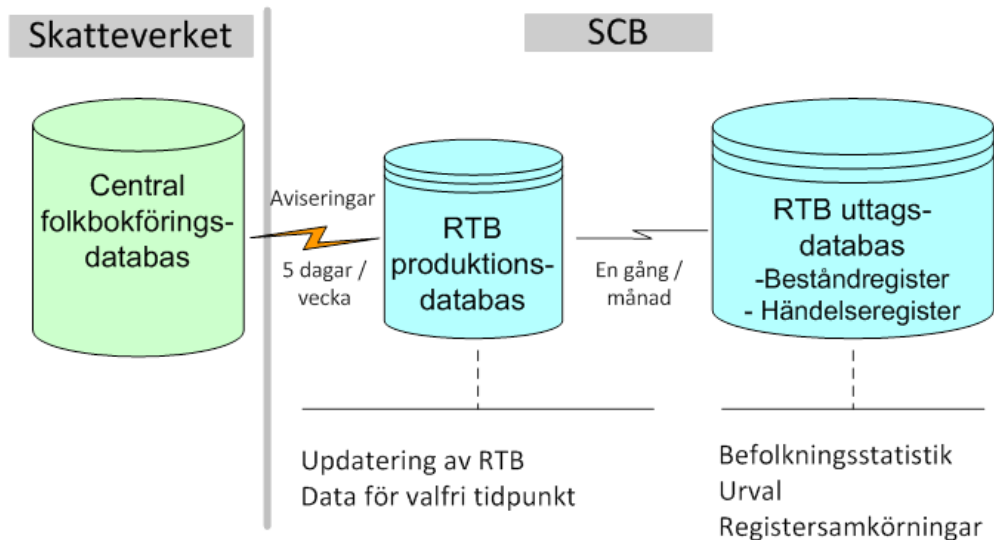 Skatteverket
SCB
Central
folkbokförings-
databas
Aviseringar
5 dagar /
vecka
RTB
produktions-
databas
En gång /
månad
RTB uttags-
databas
-Beståndregister
- Händelseregister
Updatering av RTB
Data för valfri tidpunkt
Befolkningsstatistik
Urval
Registersamkörningar